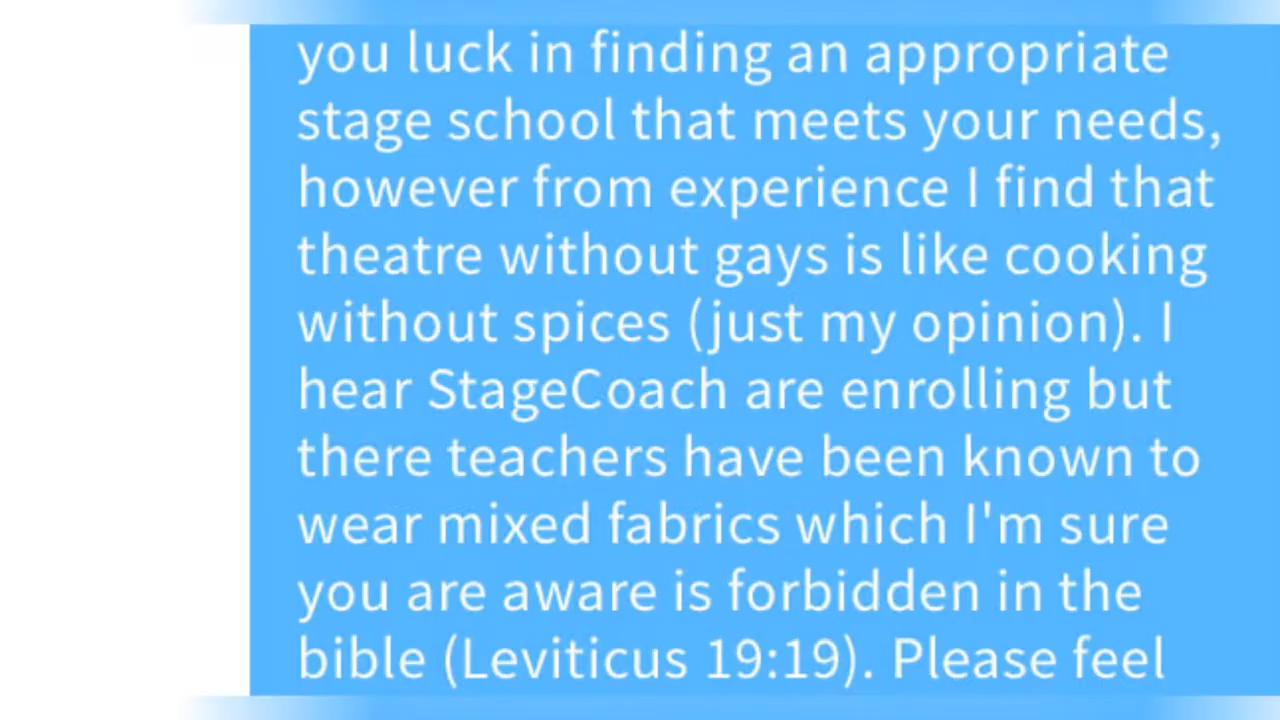 you luck in finding an appropriate
stage school that meets your needs,
however from experience I find that
theatre without gays is like cooking
without spices (just my opinion). I
hear StageCoach are enrolling but
there teachers have been known to
wear mixed fabrics which I'm sure
you are aware is forbidden in the
bible (Leviticus 19:19). Please feel